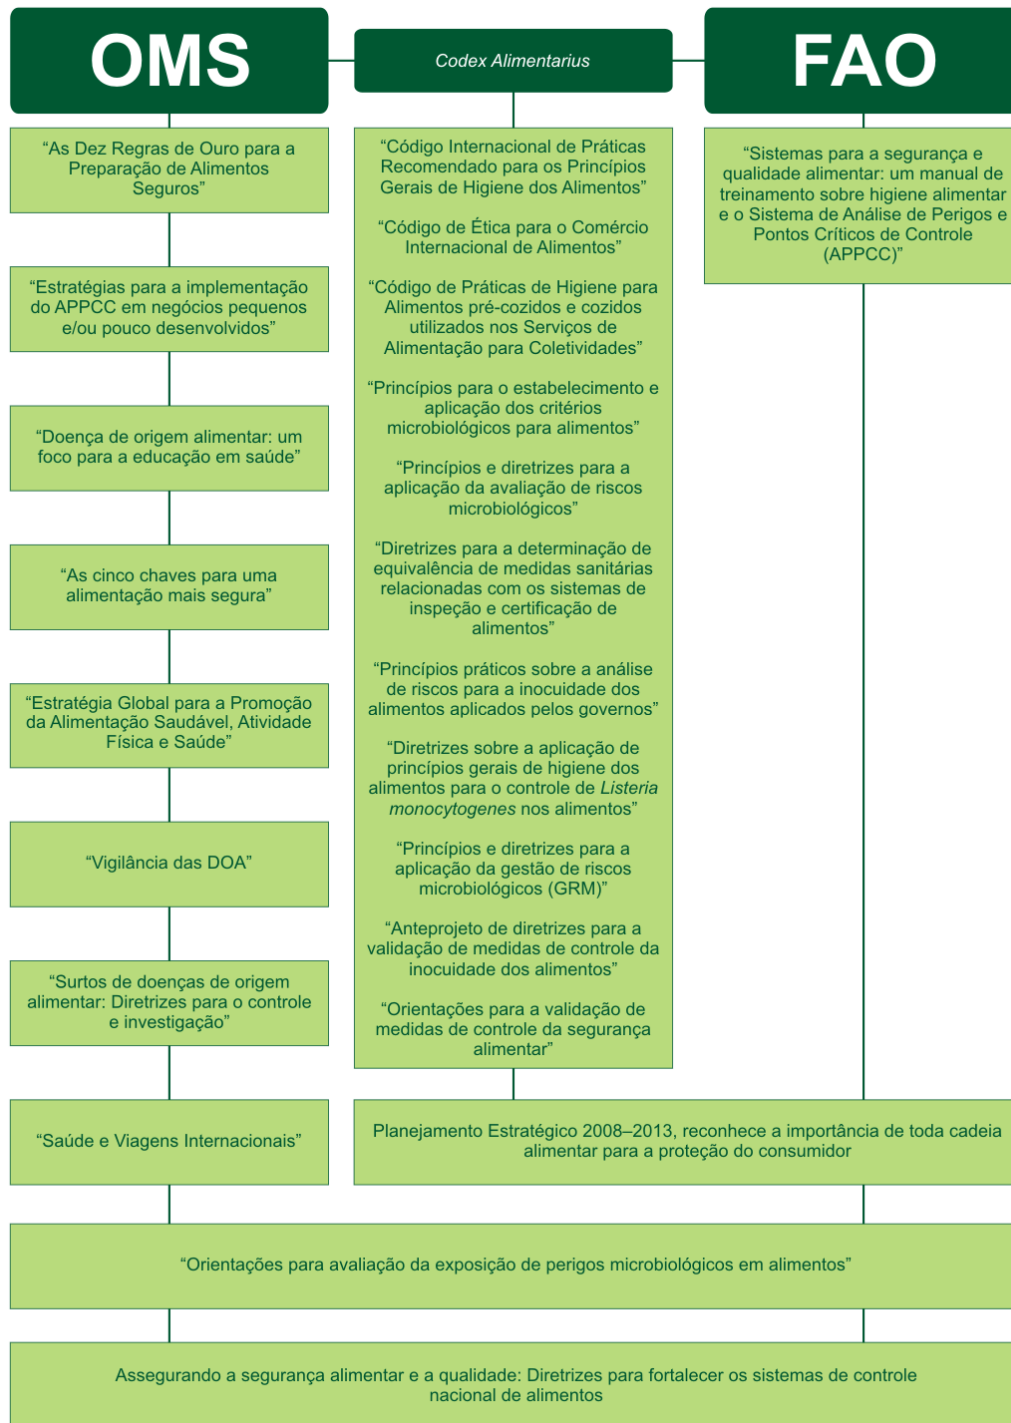 OMS
Codex Alimentarius
FAO
“As Dez Regras de Ouro para a
Preparação de Alimentos
Seguros”
“Estratégias para a implementação
do APPCC em negócios pequenos
e/ou pouco desenvolvidos”
“Doença de origem alimentar: um
foco para a educação em saúde”
“As cinco chaves para uma
alimentação mais segura”
“Estratégia Global para a Promoção
da Alimentação Saudável, Atividade
Física e Saúde”
“Vigilância das DOA”
“Surtos de doenças de origem
alimentar: Diretrizes para o controle
e investigação”
“Saúde e Viagens Internacionais”
“Código Internacional de Práticas
Recomendado para os Princípios
Gerais de Higiene dos Alimentos”
“Código de Ética para o Comércio
Internacional de Alimentos”
“Código de Práticas de Higiene para
Alimentos pré-cozidos e cozidos
utilizados nos Serviços de
Alimentação para Coletividades”
“Princípios para o estabelecimento e
aplicação dos critérios
microbiológicos para alimentos”
“Princípios e diretrizes para a
aplicação da avaliação de riscos
microbiológicos”
“Diretrizes para a determinação de
equivalência de medidas sanitárias
relacionadas com os sistemas de
inspeção e certificação de
alimentos”
“Princípios práticos sobre a análise
de riscos para a inocuidade dos
alimentos aplicados pelos governos”
“Diretrizes sobre a aplicação de
princípios gerais de higiene dos
alimentos para o controle de Listeria
monocytogenes nos alimentos”
“Princípios e diretrizes para a
aplicação da gestão de riscos
microbiológicos (GRM)”
“Anteprojeto de diretrizes para a
validação de medidas de controle da
inocuidade dos alimentos”
“Orientações para a validação de
medidas de controle da segurança
alimentar”
“Sistemas para a segurança e
qualidade alimentar: um manual de
treinamento sobre higiene alimentar
e o Sistema de Análise de Perigos e
Pontos Críticos de Controle
(APPCC)”
Planejamento Estratégico 2008–2013, reconhece a importância de toda cadeia
alimentar para a proteção do consumidor
“Orientações para avaliação da exposição de perigos microbiológicos em alimentos”
Assegurando a segurança alimentar e a qualidade: Diretrizes para fortalecer os sistemas de controle
nacional de alimentos